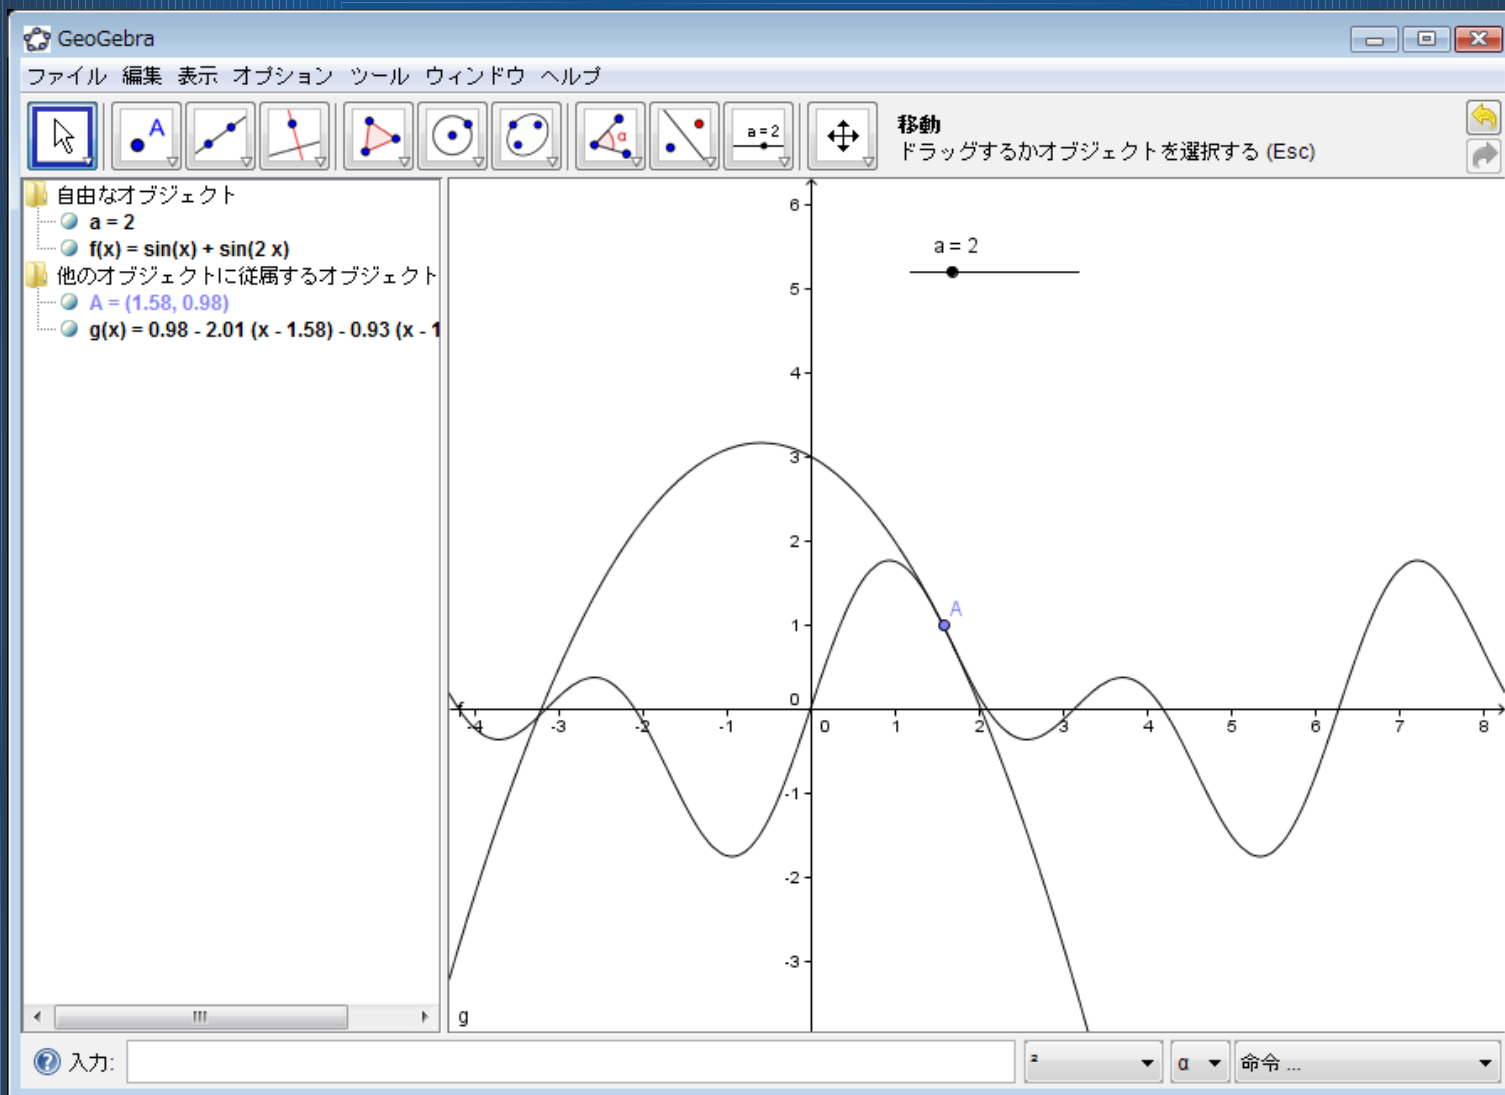 GeoGebra
ファイル 編集 表示 オプション ツール ウィンドウ ヘルプ
A
α
a = 2
移動
ドラッグするかオブジェクトを選択する (Esc)
自由なオブジェクト
a = 2
f(x) = sin(x) + sin(2 x)
他のオブジェクトに従属するオブジェクト
A = (1.58, 0.98)
g(x) = 0.98 - 2.01 (x - 1.58) - 0.93 (x - 1
a = 2
6
5
4
3
2
1
0
-1
-2
-3
A
f
-4 -3 -2 -1 0 1 2 3 4 5 6 7 8
g
入力:
²
α
命令 ...